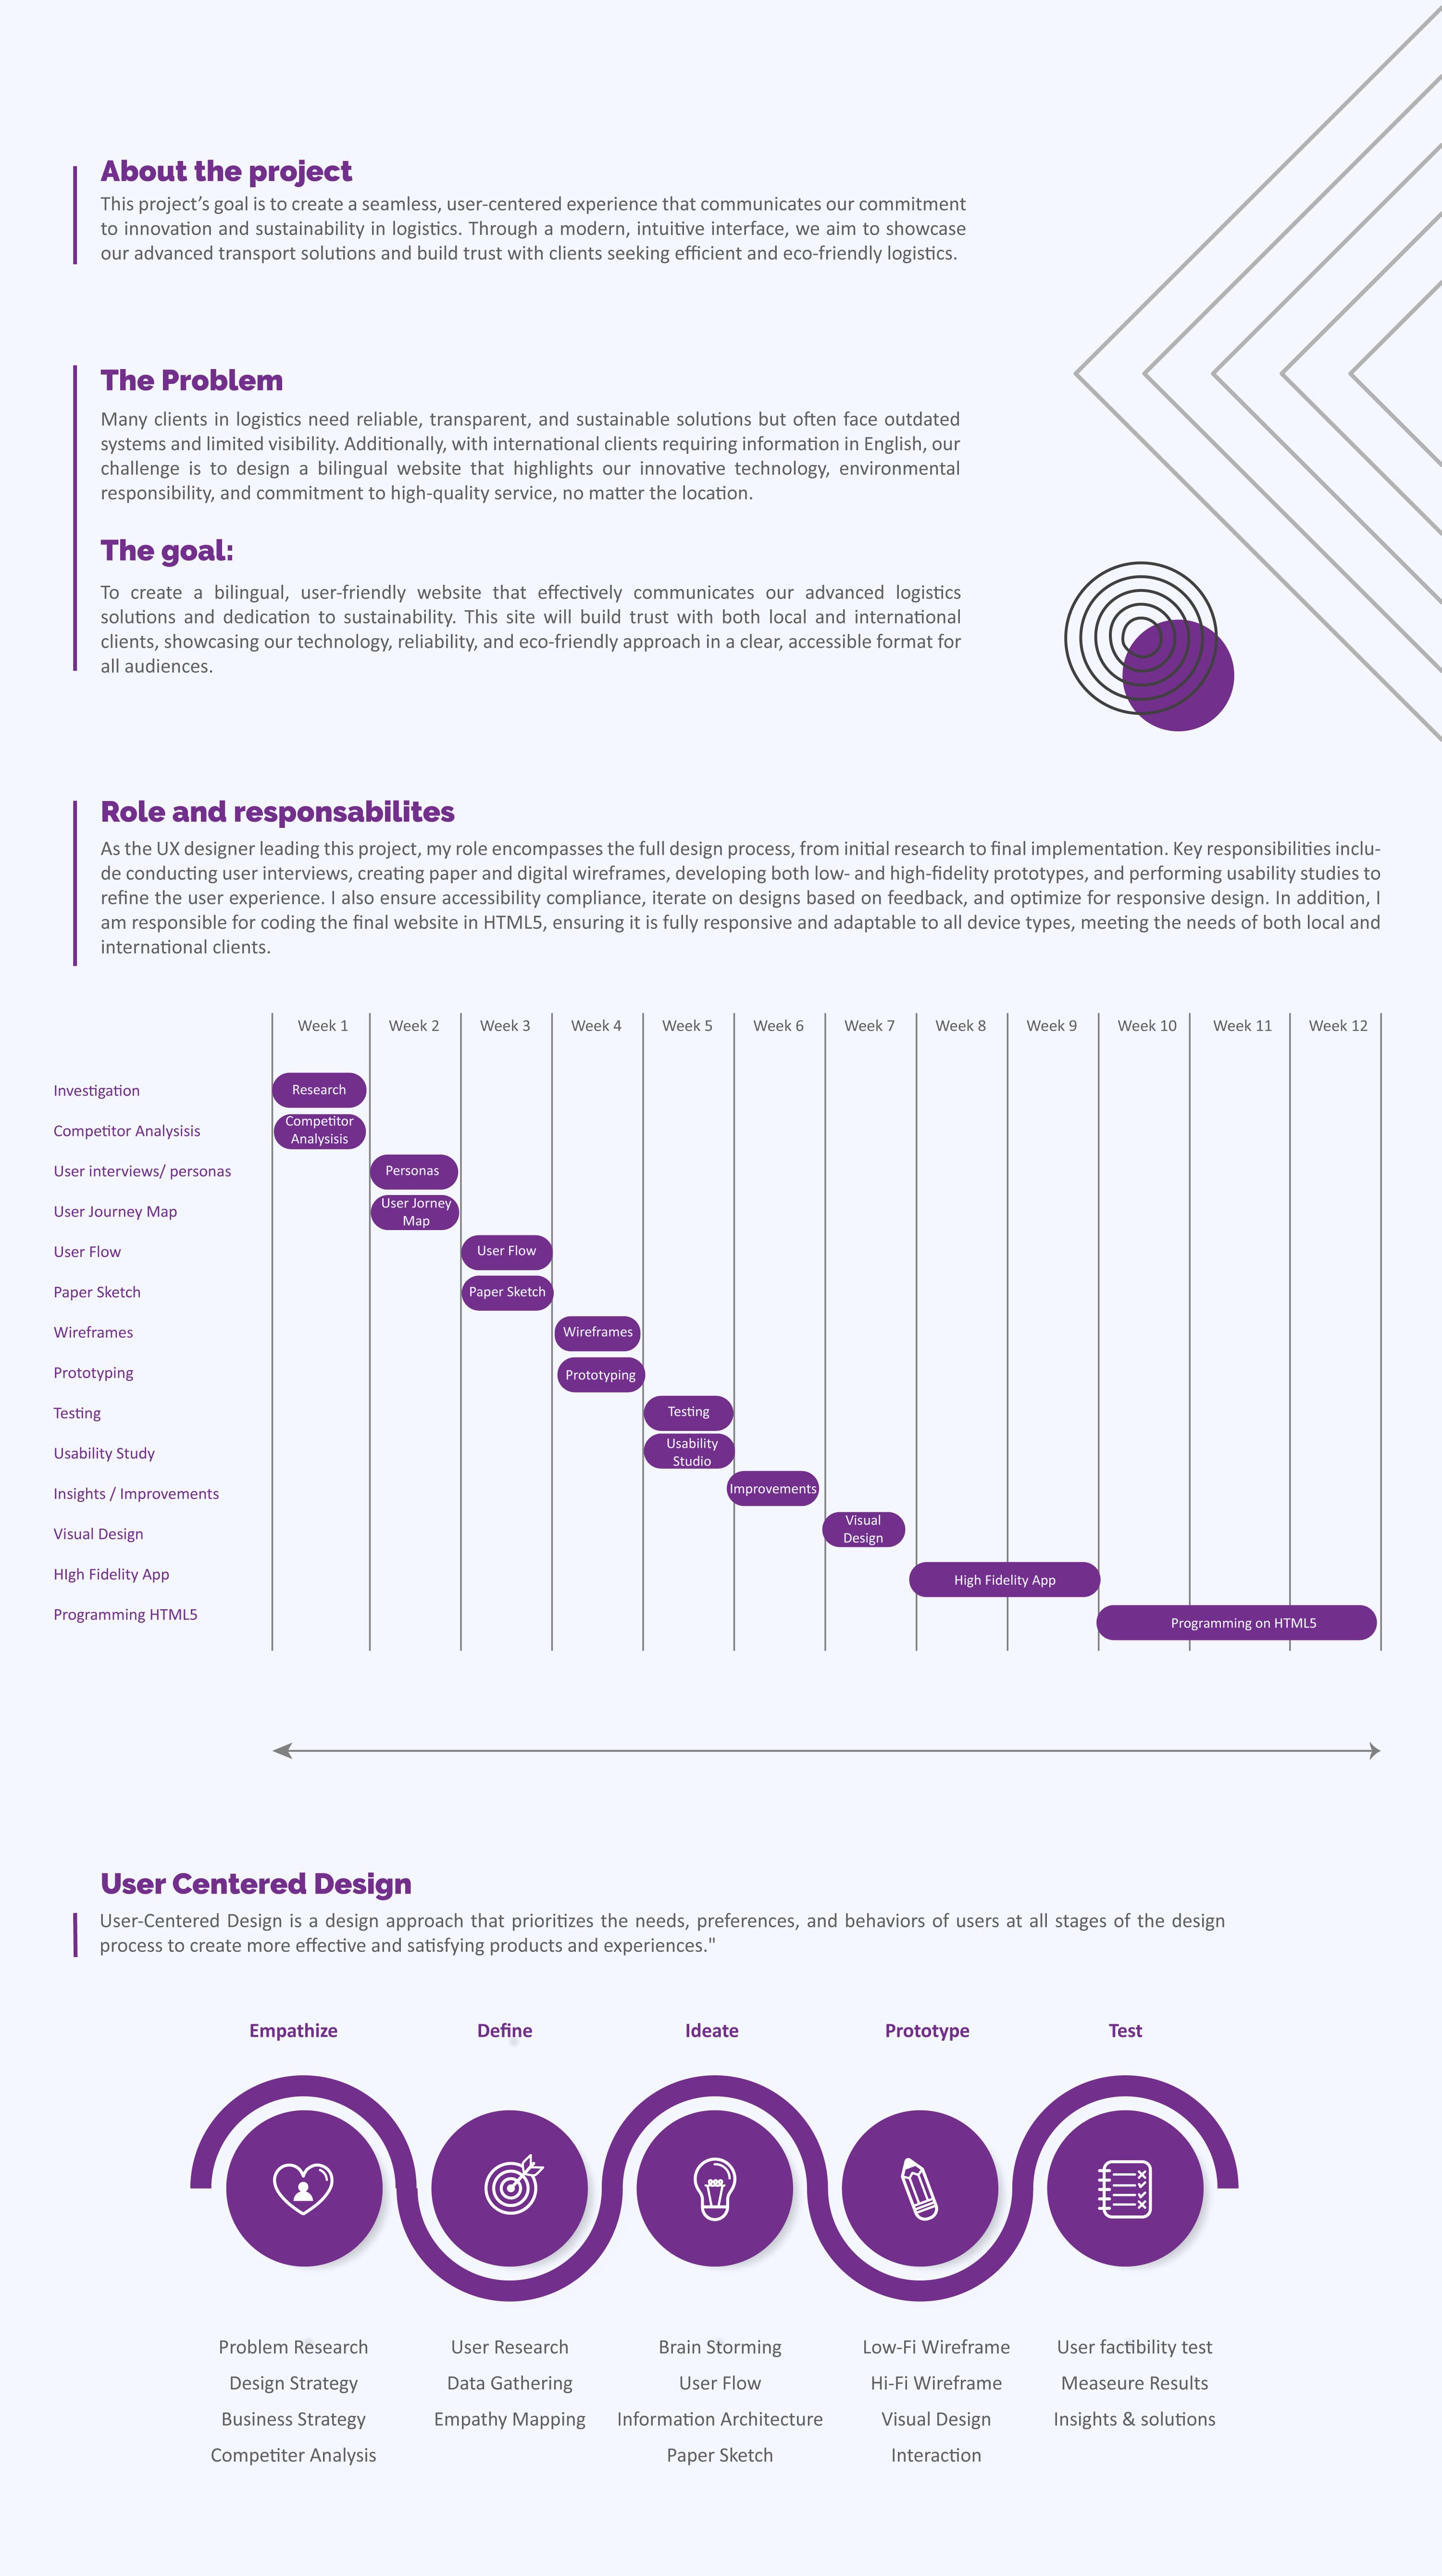 About the project
This project’s goal is to create a seamless, user-centered experience that communicates our commitment
to innovation and sustainability in logistics. Through a modern, intuitive interface, we aim to showcase
our advanced transport solutions and build trust with clients seeking efficient and eco-friendly logistics.
The Problem
Many clients in logistics need reliable, transparent, and sustainable solutions but often face outdated
systems and limited visibility. Additionally, with international clients requiring information in English, our
challenge is to design a bilingual website that highlights our innovative technology, environmental
responsibility, and commitment to high-quality service, no matter the location.
The goal:
To create a bilingual, user-friendly website that effectively communicates our advanced logistics
solutions and dedication to sustainability. This site will build trust with both local and international
clients, showcasing our technology, reliability, and eco-friendly approach in a clear, accessible format for
all audiences.
Role and responsabilites
As the UX designer leading this project, my role encompasses the full design process, from initial research to final implementation. Key responsibilities inclu-
de conducting user interviews, creating paper and digital wireframes, developing both low- and high-fidelity prototypes, and performing usability studies to
refine the user experience. I also ensure accessibility compliance, iterate on designs based on feedback, and optimize for responsive design. In addition, I
am responsible for coding the final website in HTML5, ensuring it is fully responsive and adaptable to all device types, meeting the needs of both local and
international clients.
Week 1 Week 2 Week 3 Week 4 Week 5 Week 6 Week 7 Week 8 Week 9 Week 10 Week 11 Week 12
Investigation Research
Competitor Analysisis Competitor
Analysisis
User interviews/ personas Personas
User Journey Map User Jorney
Map
User Flow User Flow
Paper Sketch Paper Sketch
Wireframes Wireframes
Prototyping Prototyping
Testing Testing
Usability Study Usability
Studio
Insights / Improvements Improvements
Visual Design Visual
Design
HIgh Fidelity App High Fidelity App
Programming HTML5 Programming on HTML5
User Centered Design
User-Centered Design is a design approach that prioritizes the needs, preferences, and behaviors of users at all stages of the design
process to create more effective and satisfying products and experiences."
Empathize Define Ideate Prototype Test
Problem Research User Research Brain Storming Low-Fi Wireframe User factibility test
Design Strategy Data Gathering User Flow Hi-Fi Wireframe Measeure Results
Business Strategy Empathy Mapping Information Architecture Visual Design Insights & solutions
Competiter Analysis Paper Sketch Interaction